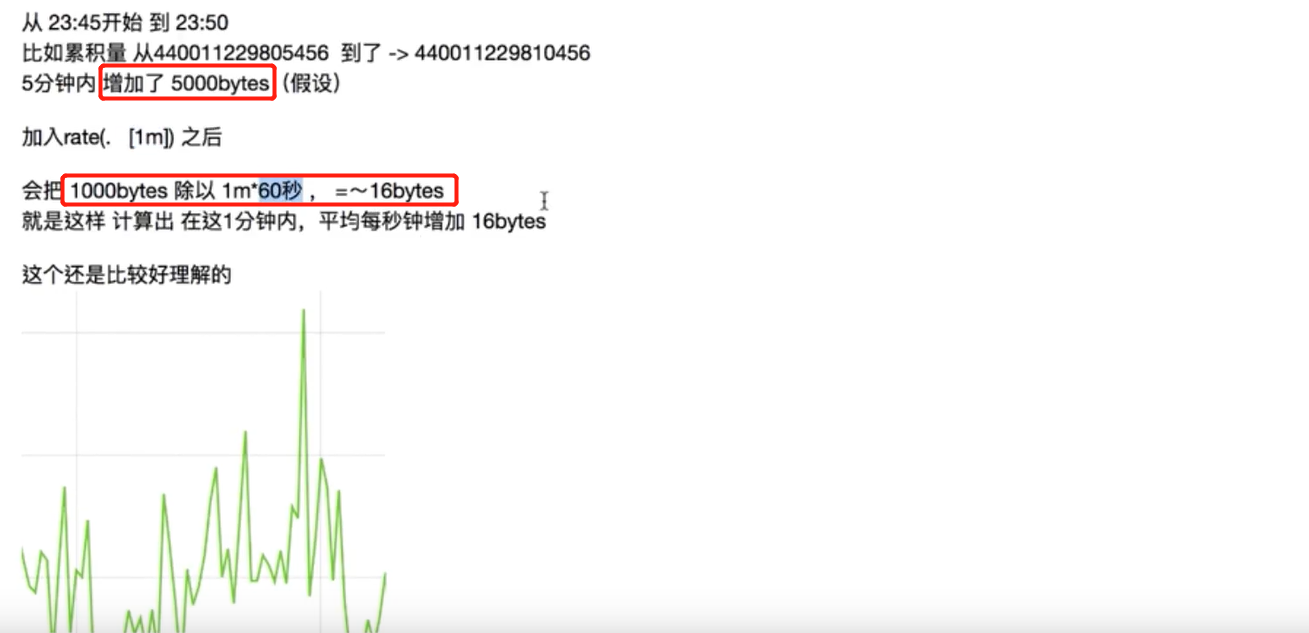 从 23:45开始 到 23:50
比如累积量 从440011229805456 到了 -> 440011229810456
5分钟内 增加了 5000bytes（假设）
加入rate(. [1m]) 之后
会把 1000bytes 除以 1m*60秒 ， =～16bytes
就是这样 计算出 在这1分钟内，平均每秒钟增加 16bytes
这个还是比较好理解的